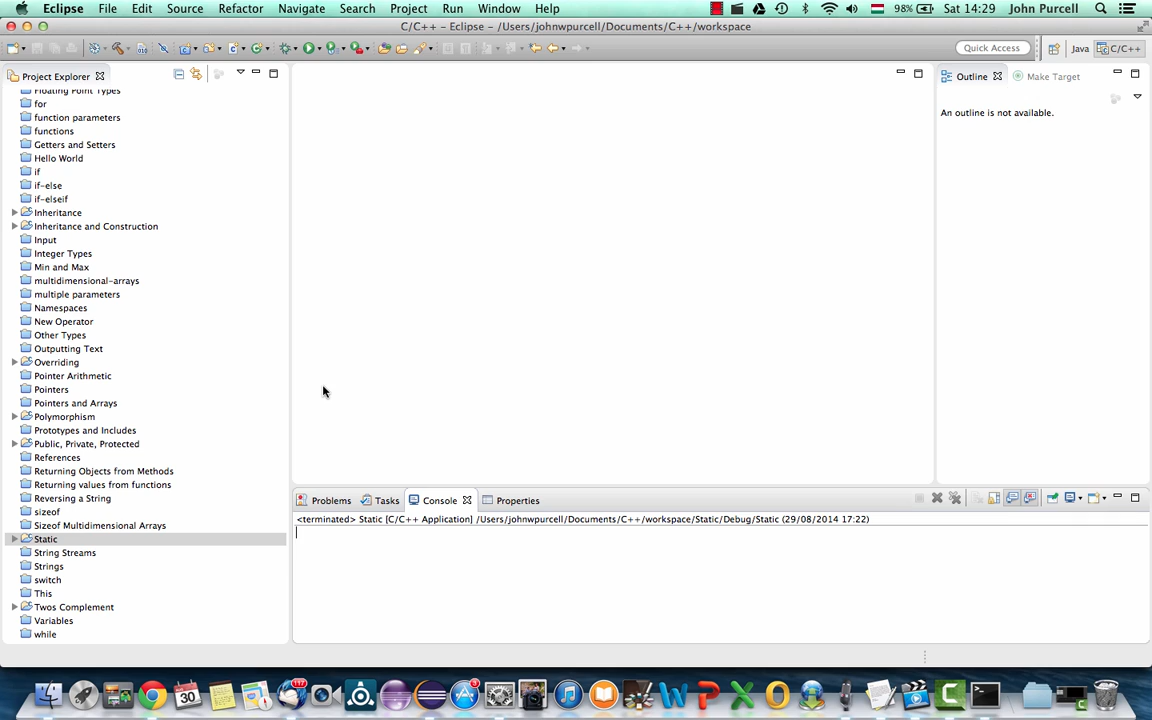 Eclipse File Edit Source Refactor Navigate Search Project Run Window Help 98% Sat 14:29 John Purcell
C/C++ - Eclipse - /Users/johnwpurcell/Documents/C++/workspace
Quick Access Java C/C++
Project Explorer
Outline Make Target
An outline is not available.
Floating Point Types
for
function parameters
functions
Getters and Setters
Hello World
if
if-else
if-elseif
Inheritance
Inheritance and Construction
Input
Integer Types
Min and Max
multidimensional-arrays
multiple parameters
Namespaces
New Operator
Other Types
Outputting Text
Overriding
Pointer Arithmetic
Pointers
Pointers and Arrays
Polymorphism
Prototypes and Includes
Public, Private, Protected
References
Returning Objects from Methods
Returning values from functions
Reversing a String
sizeof
Sizeof Multidimensional Arrays
Static
String Streams
Strings
switch
This
Twos Complement
Variables
while
Problems Tasks Console Properties
<terminated> Static [C/C++ Application] /Users/johnwpurcell/Documents/C++/workspace/Static/Debug/Static (29/08/2014 17:22)
30